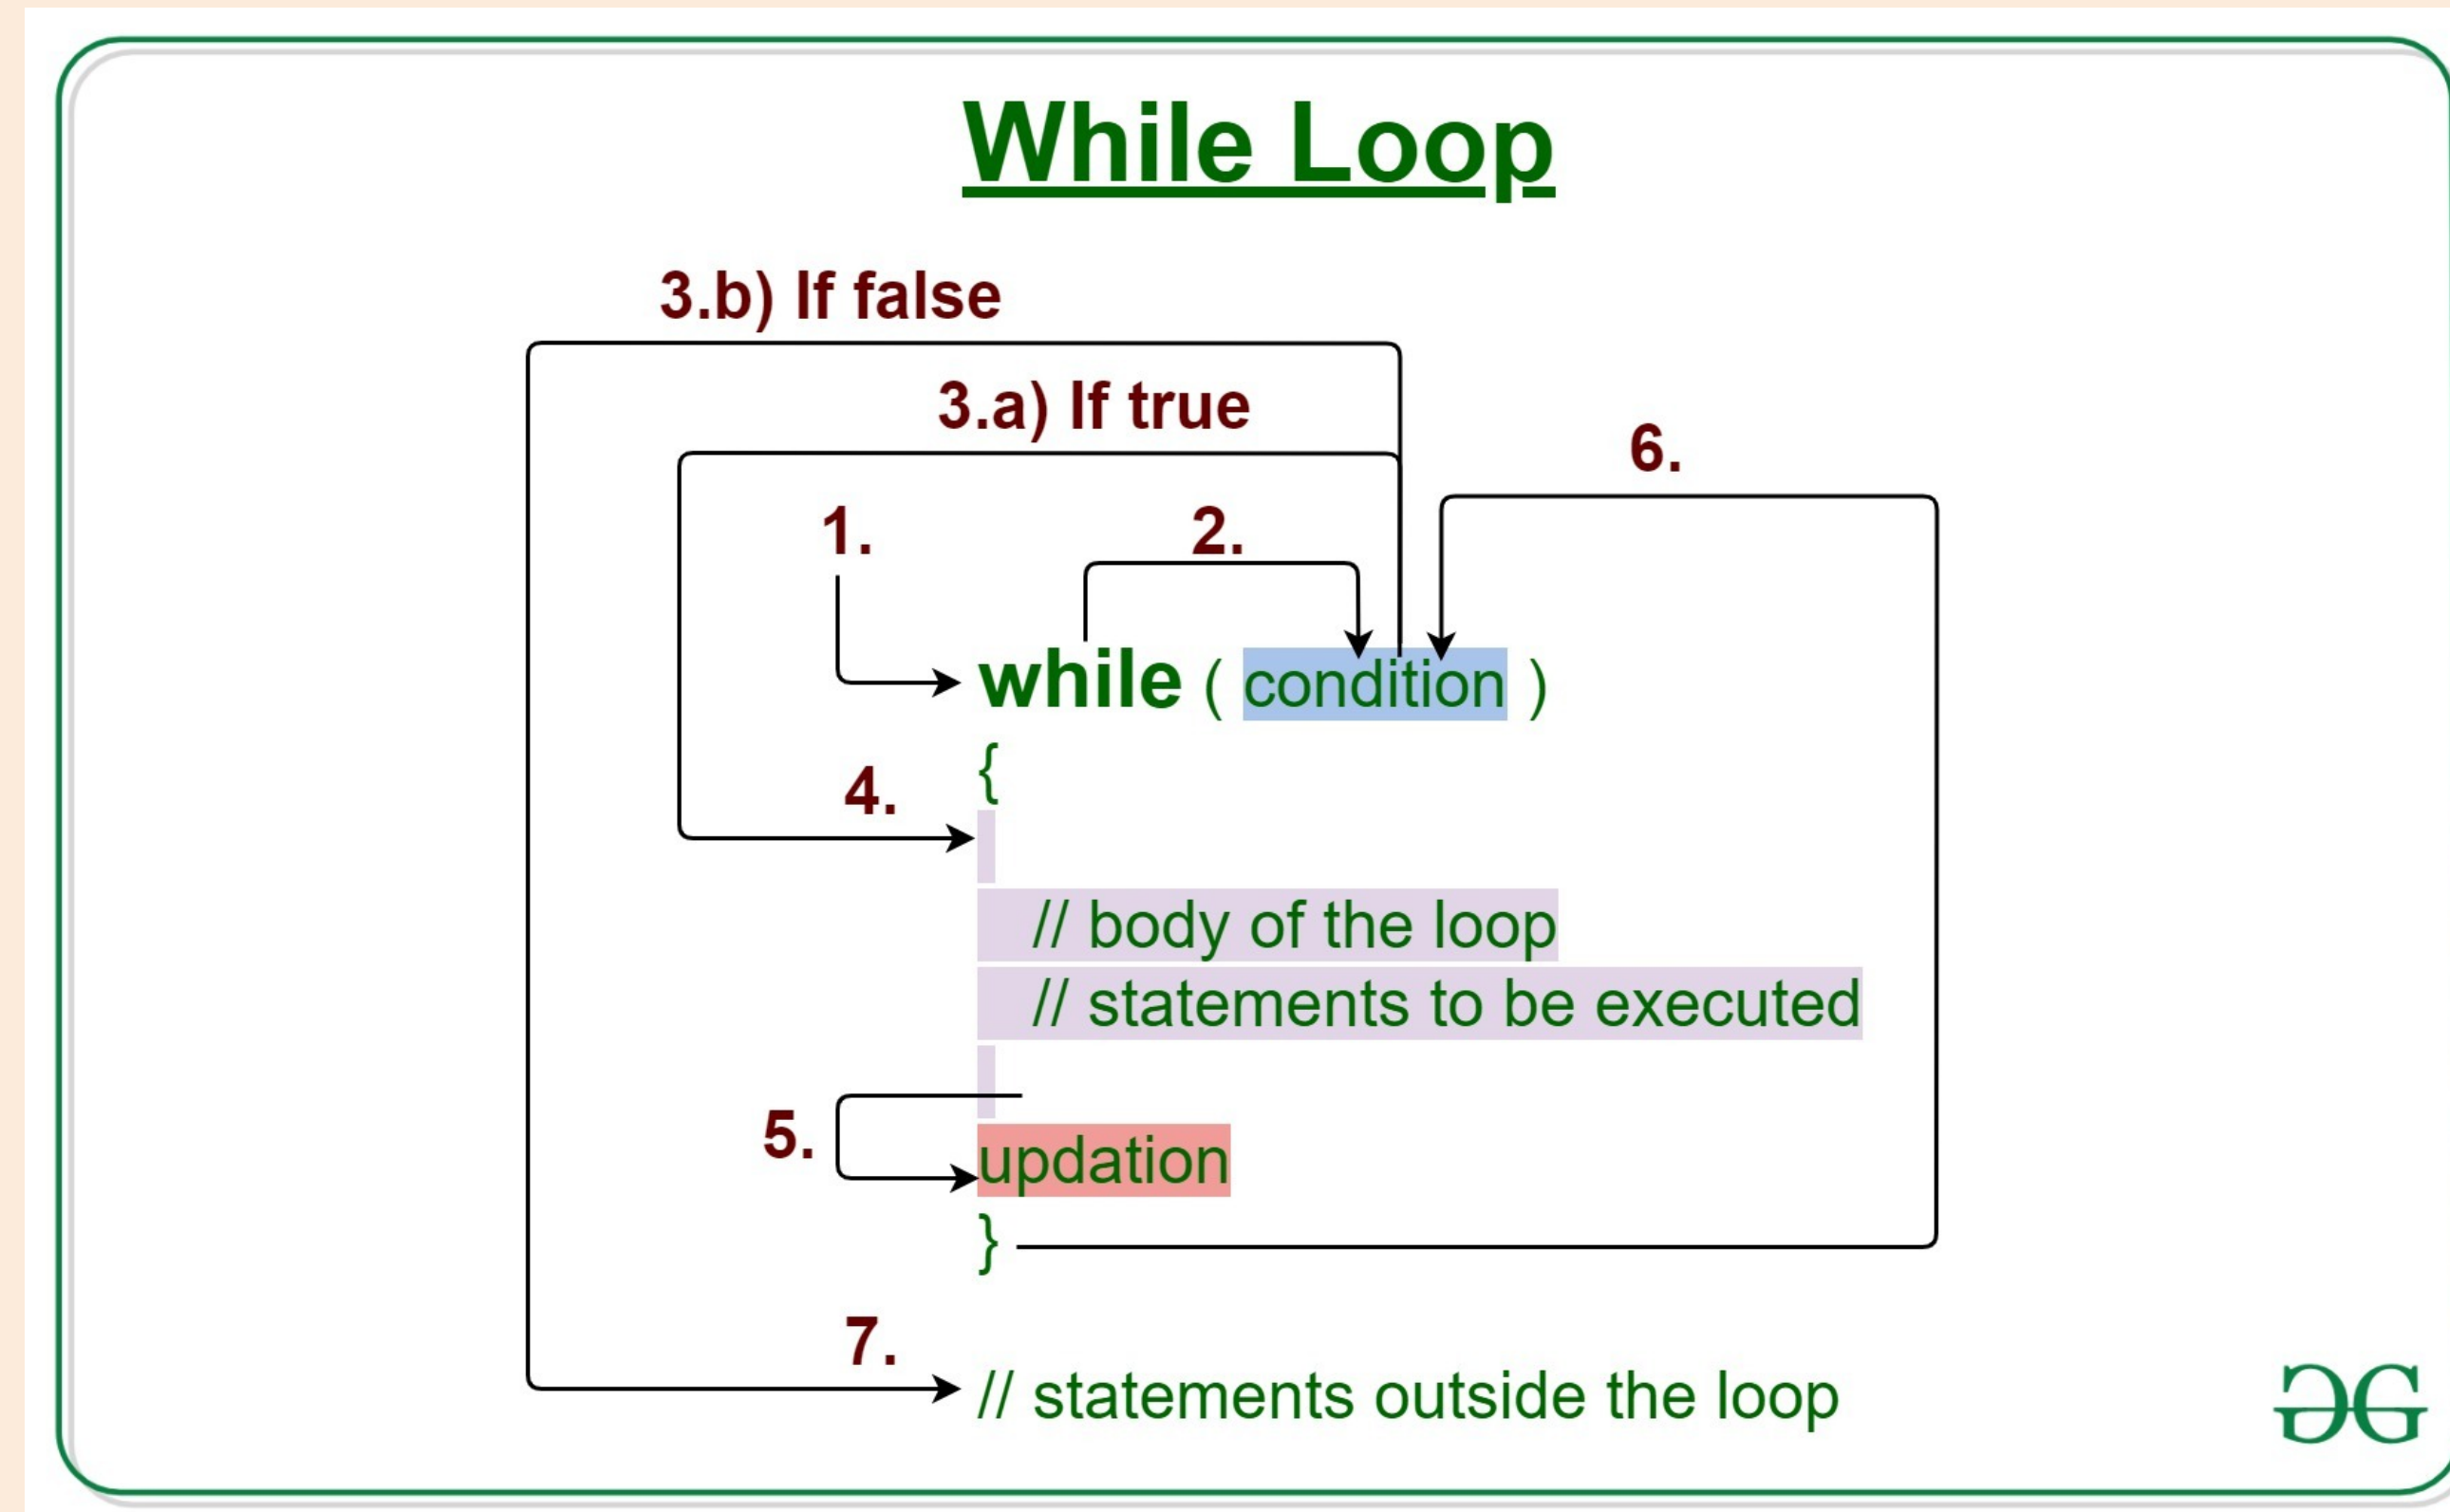 While Loop
3.b) If false
3.a) If true
6.
1.
2.
while ( condition )
{
4.
// body of the loop
// statements to be executed
5.
updation
}
7.
// statements outside the loop